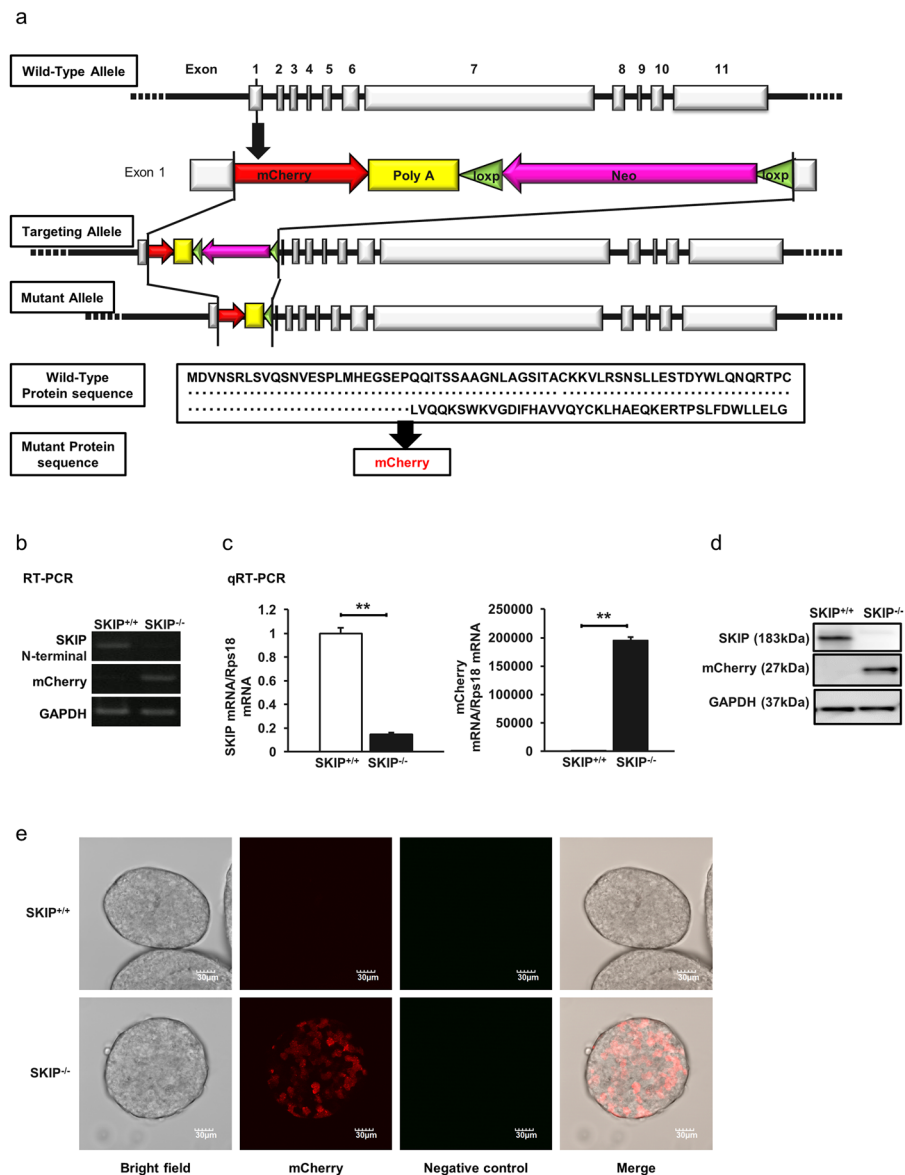 a
Wild-Type Allele
Exon
1 2 3 4 5 6 7 8 9 10 11
Exon 1
mCherry Poly A loxp Neo loxp
Targeting Allele
Mutant Allele
Wild-Type
Protein sequence
MDVNSRLSVQSNVESPLMHEGSEPQQITSSAAGNLAGSITACKKVLRSNSLLESTDYWLQNQRTPC
LVQQKSWKVGDIFHAVVQYCKLHAEQKERTPSLFDWLLELG
Mutant Protein
sequence
mCherry
b
RT-PCR
SKIP+/+ SKIP-/-
SKIP
N-terminal
mCherry
GAPDH
c
qRT-PCR
SKIP mRNA/Rps18
mRNA
1.2
1
0.8
0.6
0.4
0.2
0
**
SKIP+/+ SKIP-/-
mCherry
mRNA/Rps18 mRNA
350000
300000
250000
200000
150000
100000
50000
0
**
SKIP+/+ SKIP-/-
d
SKIP+/+ SKIP-/-
SKIP (183kDa)
mCherry (27kDa)
GAPDH (37kDa)
e
SKIP+/+
30μm 30μm 30μm 30μm
SKIP-/-
30μm 30μm 30μm 30μm
Bright field mCherry Negative control Merge